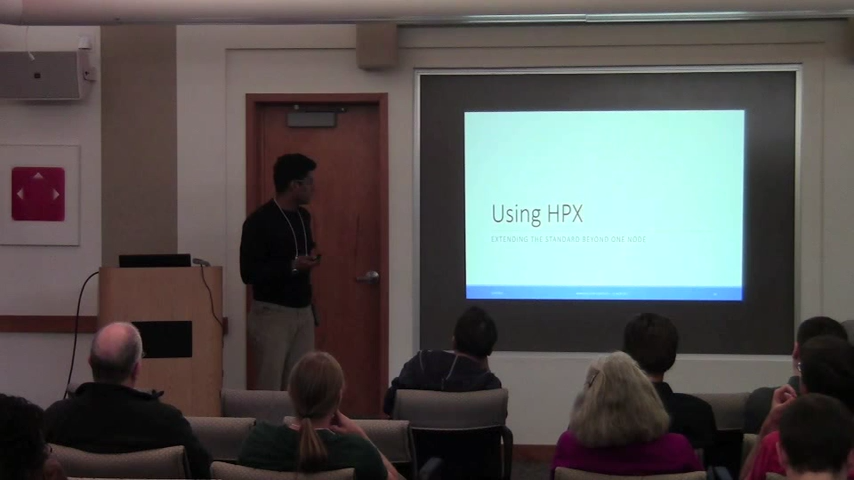 Using HPX
EXTENDING THE STANDARD BEYOND ONE NODE